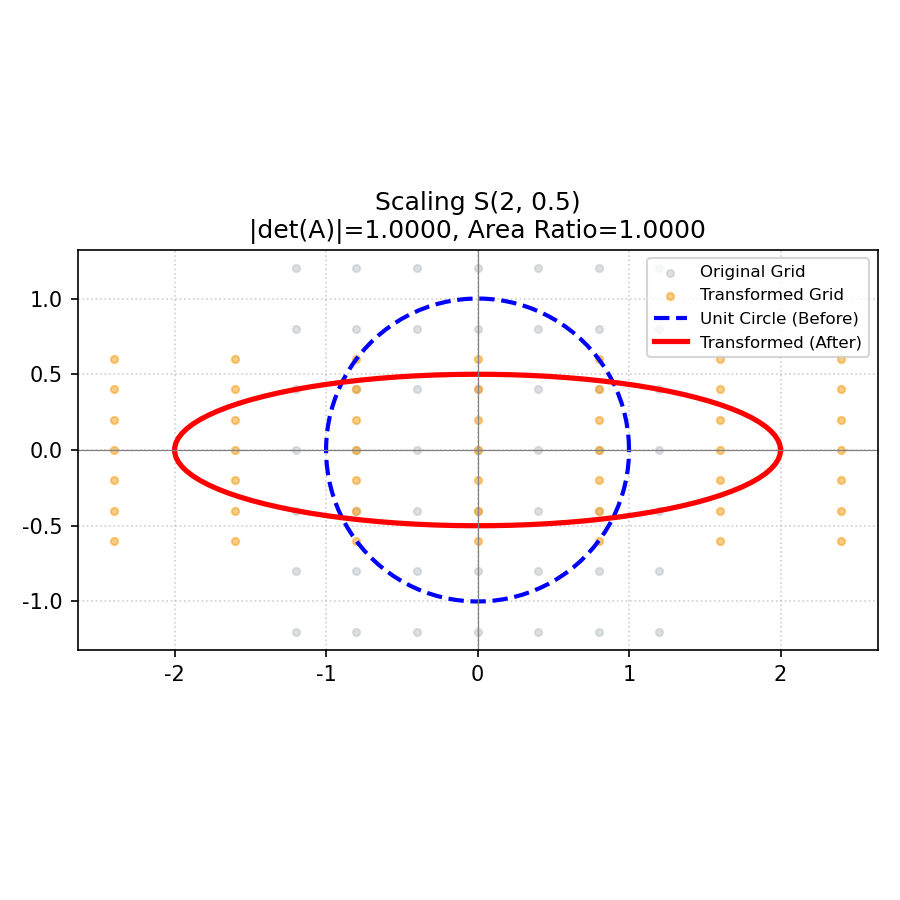 Scaling S(2, 0.5)
|det(A)|=1.0000, Area Ratio=1.0000
Original Grid
Transformed Grid
Unit Circle (Before)
Transformed (After)
1.0
0.5
0.0
-0.5
-1.0
-2 -1 0 1 2